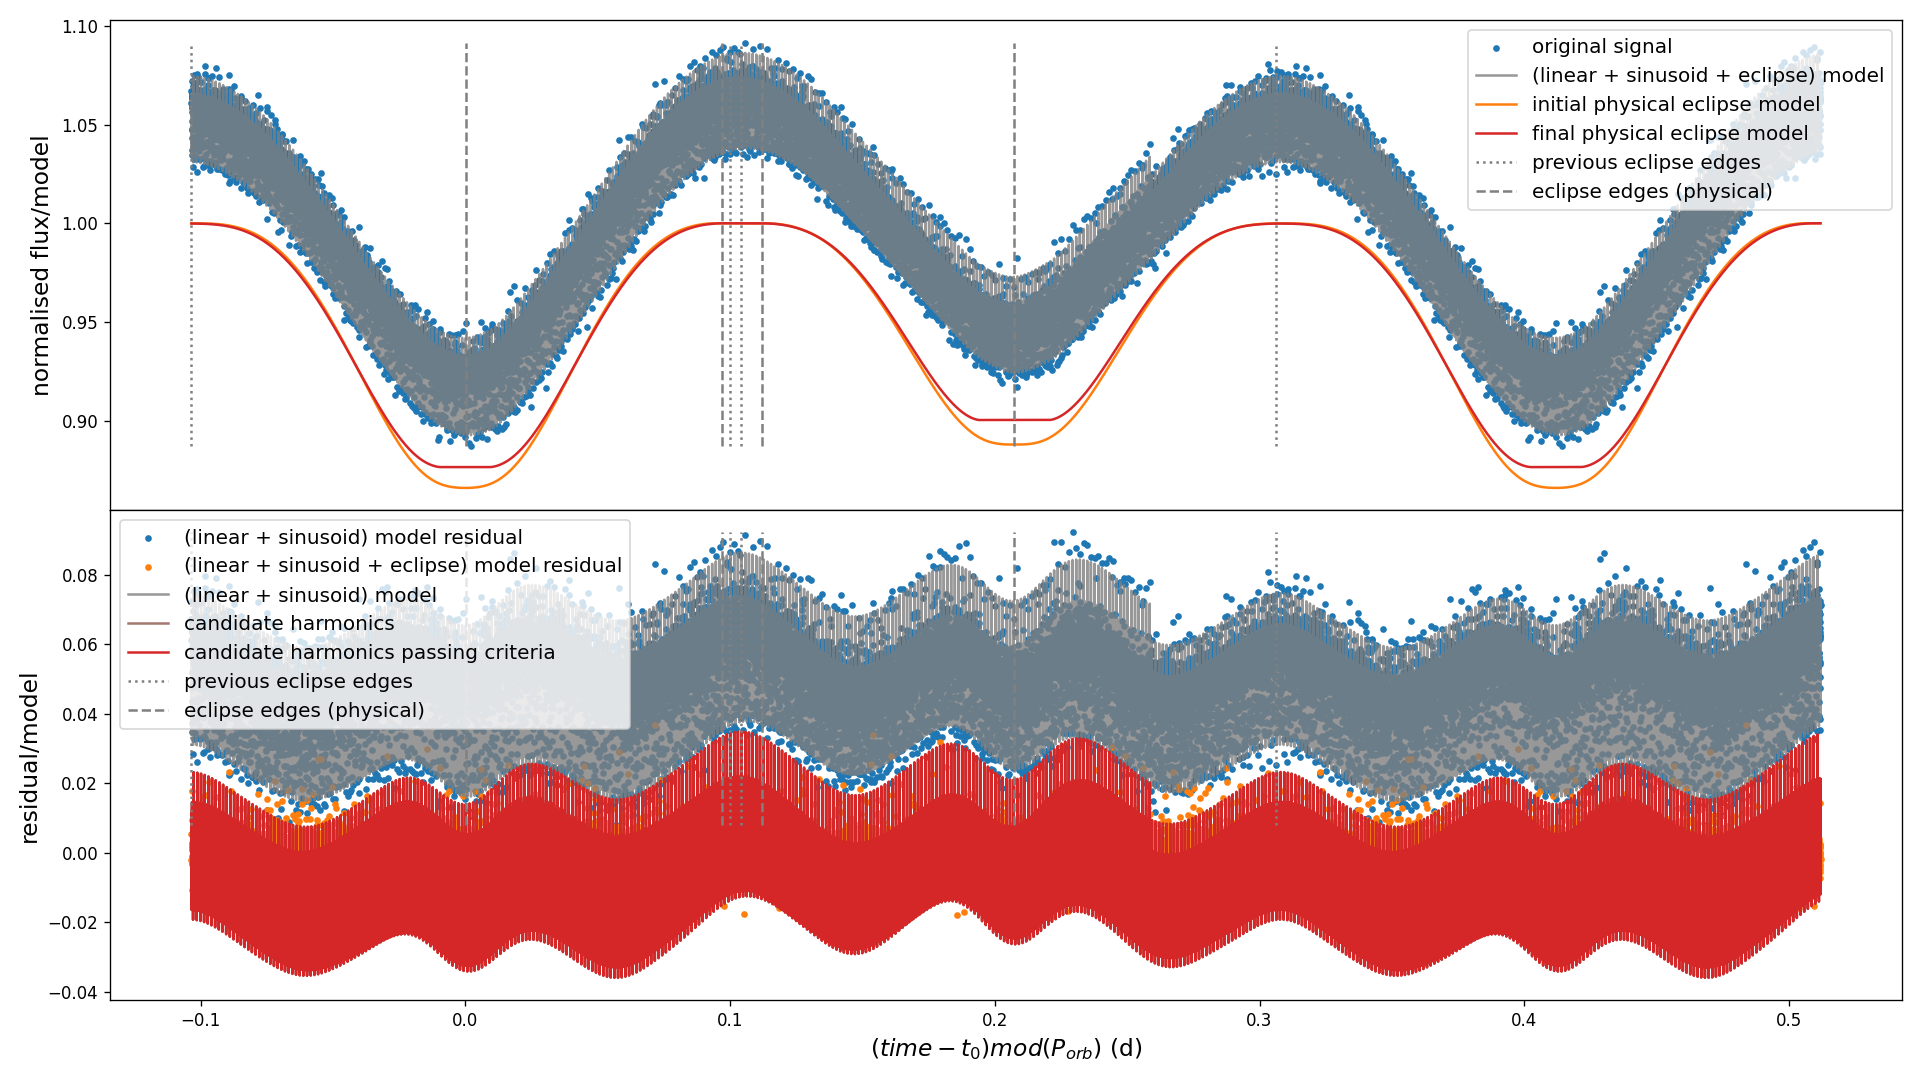 1.10
1.05
1.00
0.95
0.90
normalised flux/model
original signal
(linear + sinusoid + eclipse) model
initial physical eclipse model
final physical eclipse model
previous eclipse edges
eclipse edges (physical)
0.08
0.06
0.04
0.02
0.00
−0.02
−0.04
residual/model
(linear + sinusoid) model residual
(linear + sinusoid + eclipse) model residual
(linear + sinusoid) model
candidate harmonics
candidate harmonics passing criteria
previous eclipse edges
eclipse edges (physical)
−0.1 0.0 0.1 0.2 0.3 0.4 0.5
(time − t₀)mod(Pₒᵣb) (d)